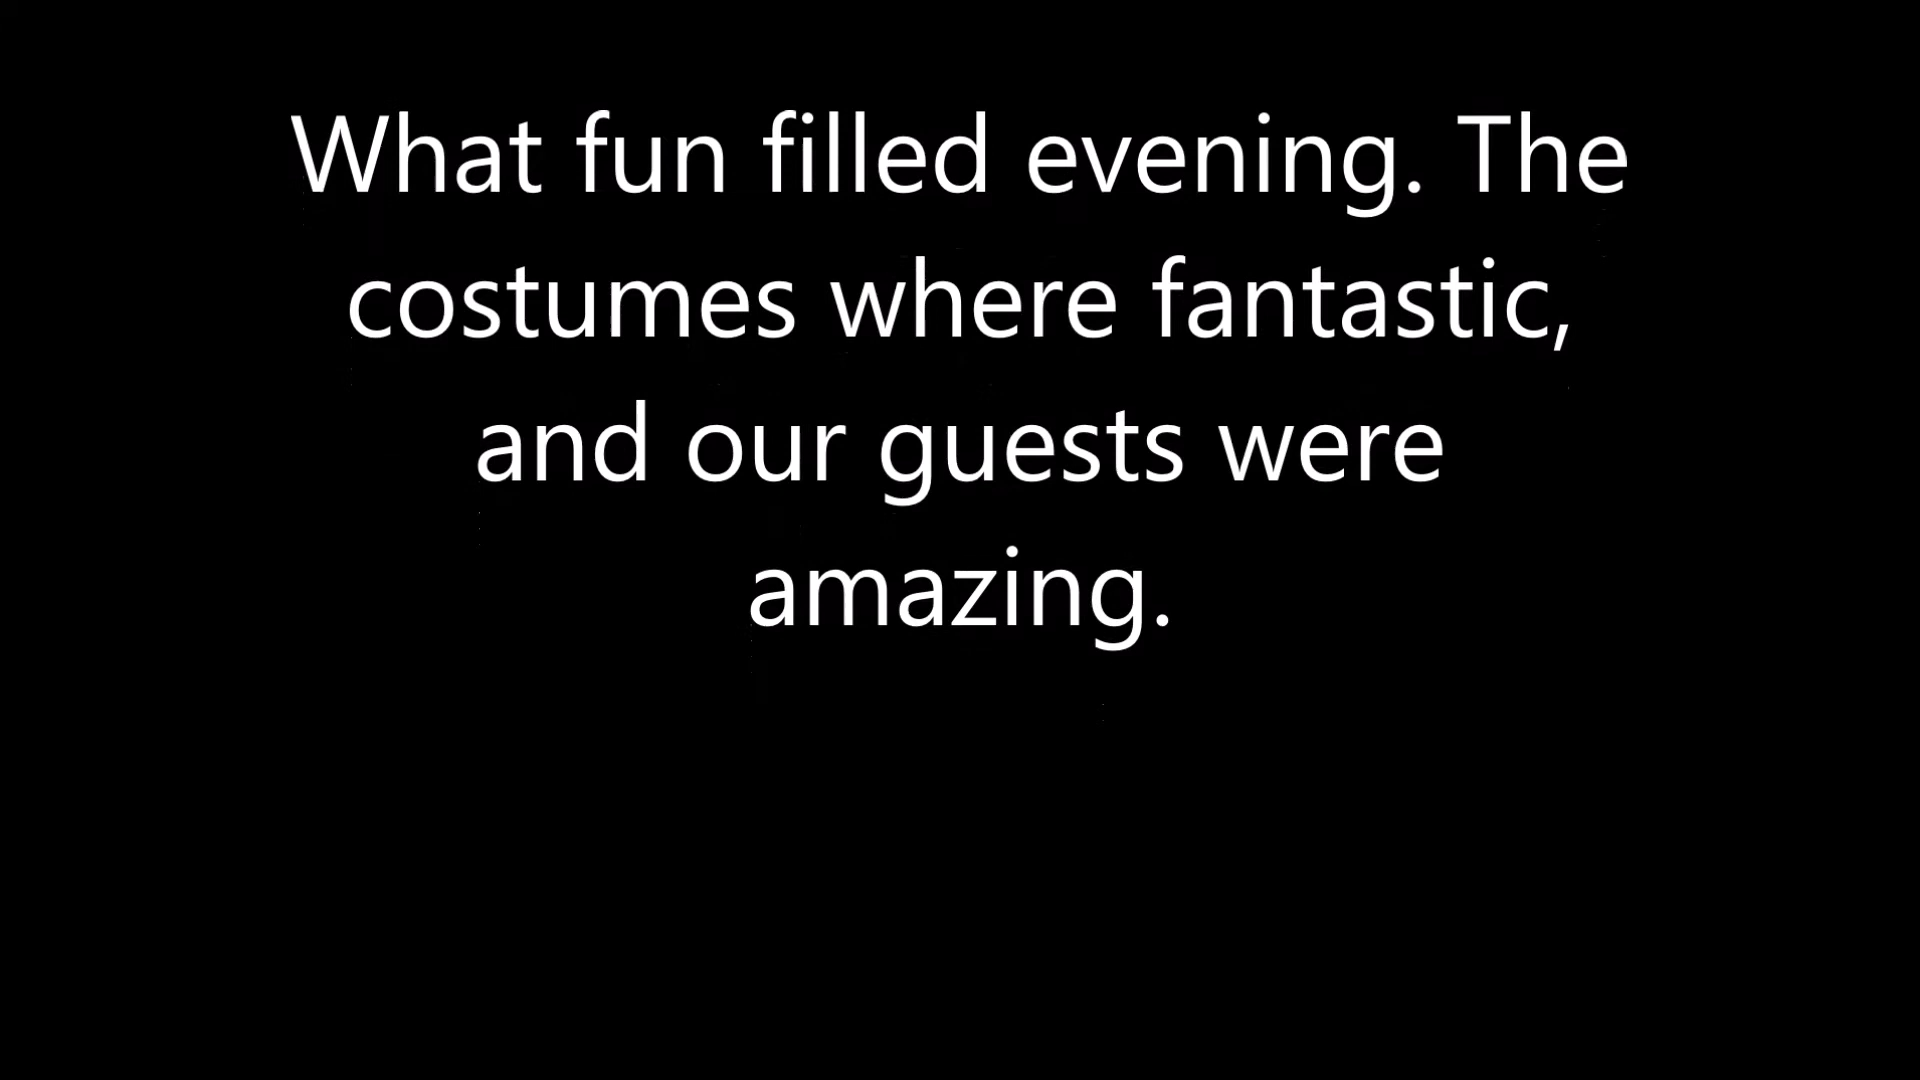 What fun filled evening. The
costumes where fantastic,
and our guests were
amazing.